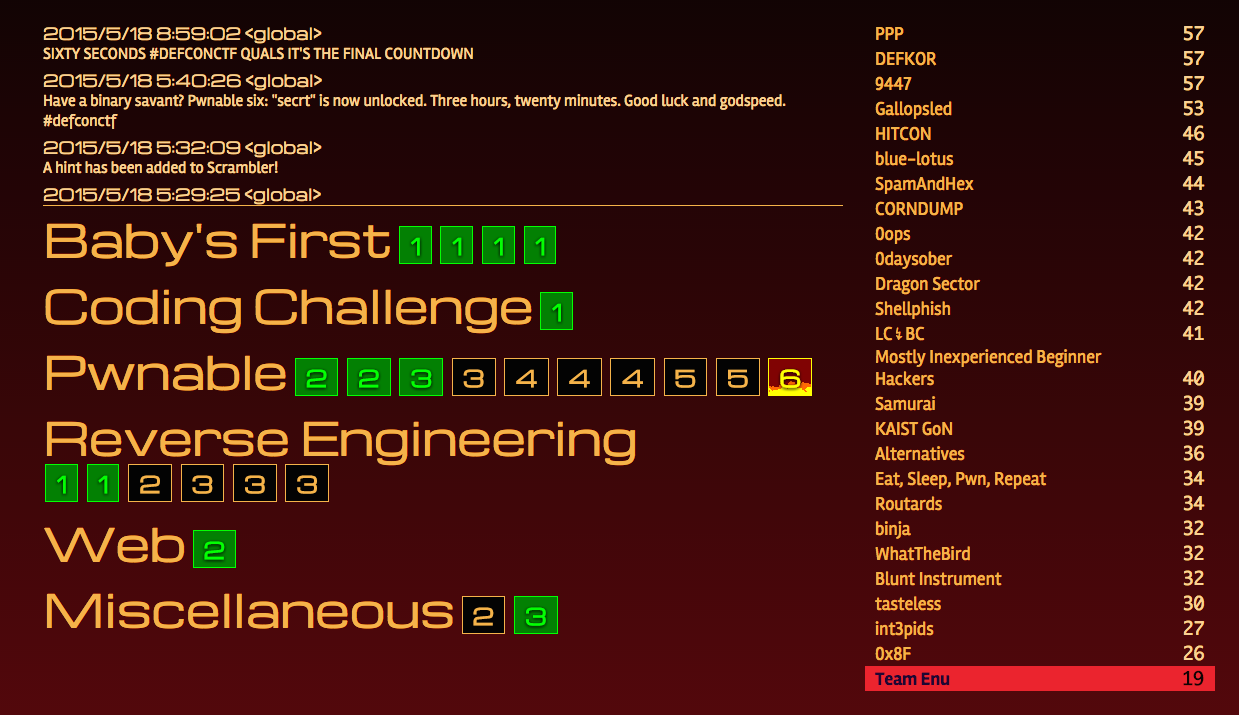 2015/5/18 8:59:02 <global>
SIXTY SECONDS #DEFCONCTF QUALS IT'S THE FINAL COUNTDOWN
2015/5/18 5:40:26 <global>
Have a binary savant? Pwnable six: "secrt" is now unlocked. Three hours, twenty minutes. Good luck and godspeed.
#defconctf
2015/5/18 5:32:09 <global>
A hint has been added to Scrambler!
2015/5/18 5:29:25 <global>
Baby's First 1 1 1 1
Coding Challenge 1
Pwnable 2 2 3 3 4 4 4 5 5 6
Reverse Engineering
1 1 2 3 3 3
Web 2
Miscellaneous 2 3
PPP 57
DEFKOR 57
9447 57
Gallopsled 53
HITCON 46
blue-lotus 45
SpamAndHex 44
CORNDUMP 43
0ops 42
0daysober 42
Dragon Sector 42
Shellphish 42
LC↯BC 41
Mostly Inexperienced Beginner
Hackers 40
Samurai 39
KAIST GoN 39
Alternatives 36
Eat, Sleep, Pwn, Repeat 34
Routards 34
binja 32
WhatTheBird 32
Blunt Instrument 32
tasteless 30
int3pids 27
0x8F 26
Team Enu 19